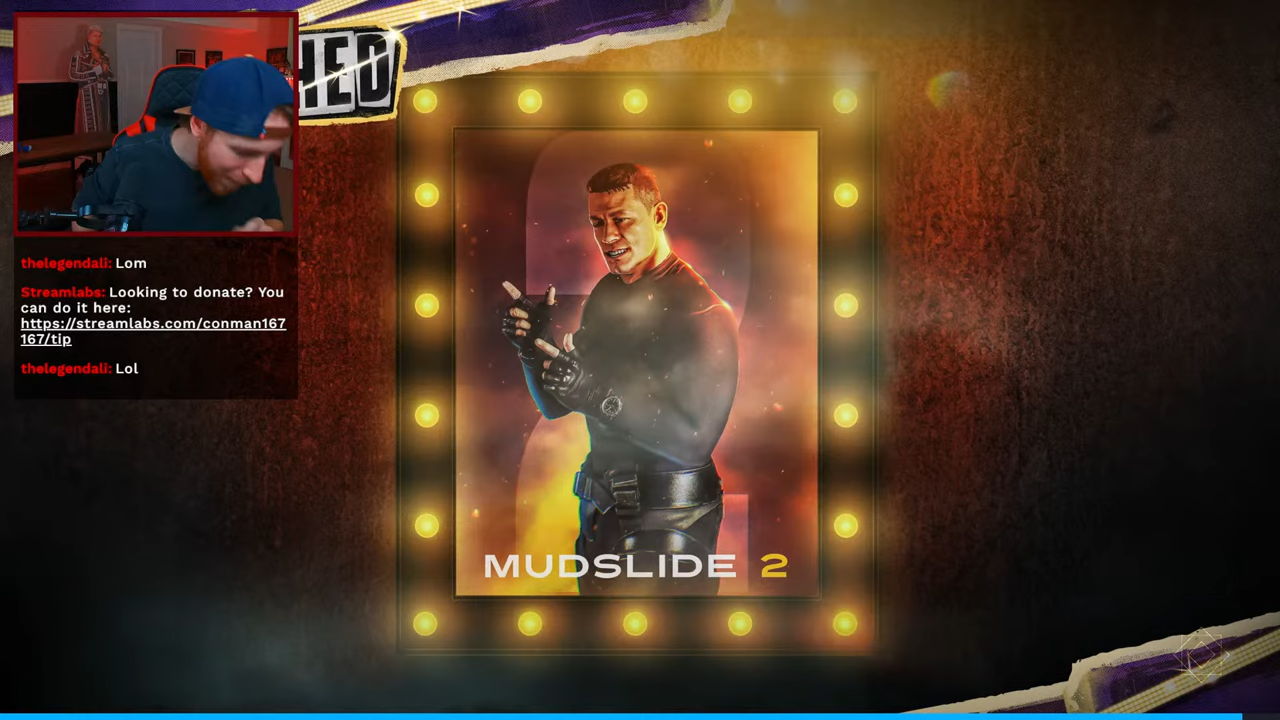 HED
thelegendali: Lom
Streamlabs: Looking to donate? You
can do it here:
https://streamlabs.com/conman167
167/tip
thelegendali: Lol
MUDSLIDE 2